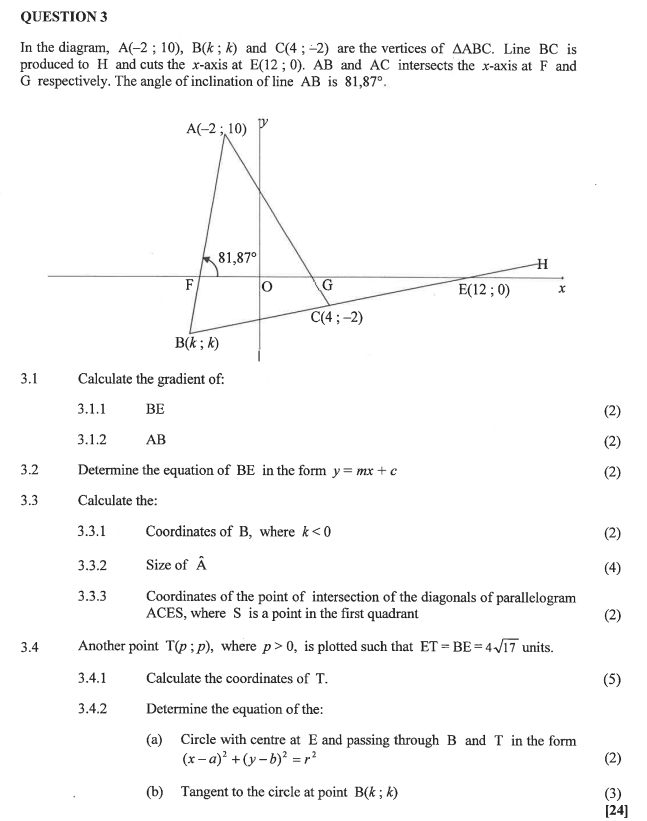 QUESTION 3
In the diagram, A(–2 ; 10), B(k ; k) and C(4 ; –2) are the vertices of ΔABC. Line BC is
produced to H and cuts the x-axis at E(12 ; 0). AB and AC intersects the x-axis at F and
G respectively. The angle of inclination of line AB is 81,87°.
A(–2 ; 10)
y
81,87°
H
F
O
G
E(12 ; 0)
x
C(4 ; –2)
B(k ; k)
3.1 Calculate the gradient of:
3.1.1 BE (2)
3.1.2 AB (2)
3.2 Determine the equation of BE in the form y = mx + c (2)
3.3 Calculate the:
3.3.1 Coordinates of B, where k < 0 (2)
3.3.2 Size of Â (4)
3.3.3 Coordinates of the point of intersection of the diagonals of parallelogram
ACES, where S is a point in the first quadrant (2)
3.4 Another point T(p ; p), where p > 0, is plotted such that ET = BE = 4√17 units.
3.4.1 Calculate the coordinates of T. (5)
3.4.2 Determine the equation of the:
(a) Circle with centre at E and passing through B and T in the form
(x – a)² + (y – b)² = r² (2)
(b) Tangent to the circle at point B(k ; k) (3)
[24]